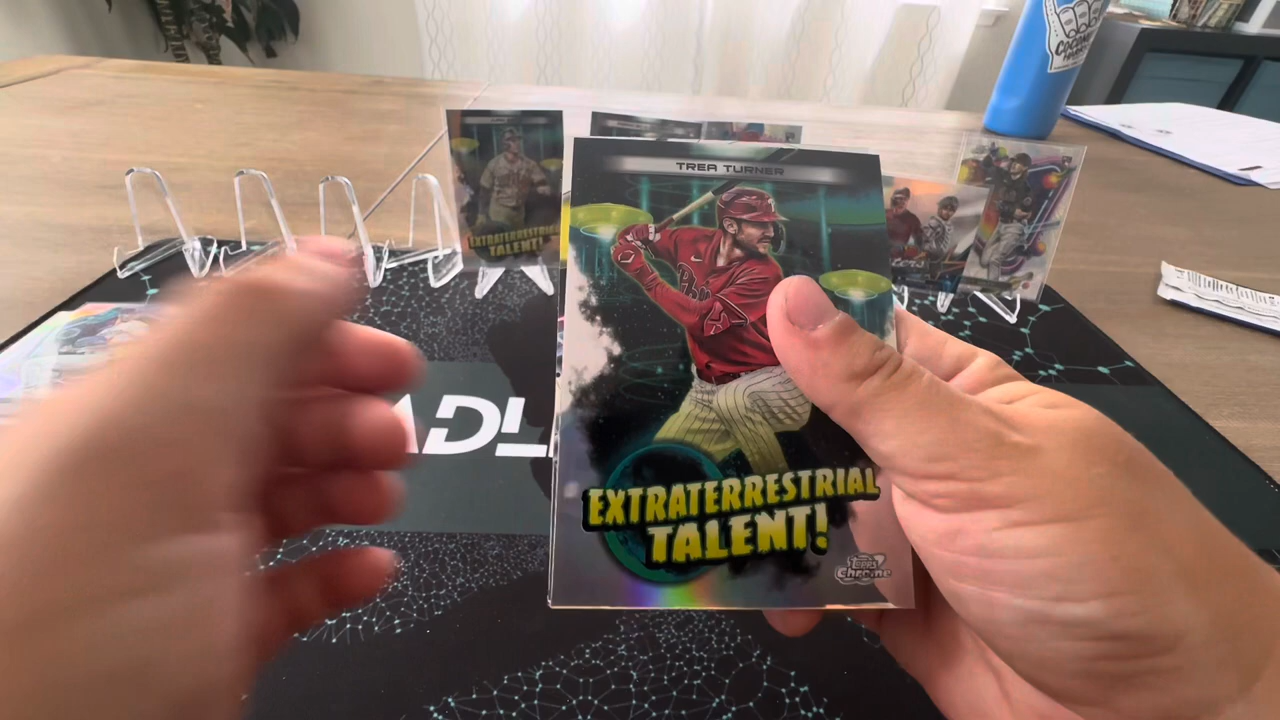 TREA TURNER
EXTRATERRESTRIAL
TALENT!
Topps
Chrome
EXTRATERRESTRIAL
TALENT!
ADL